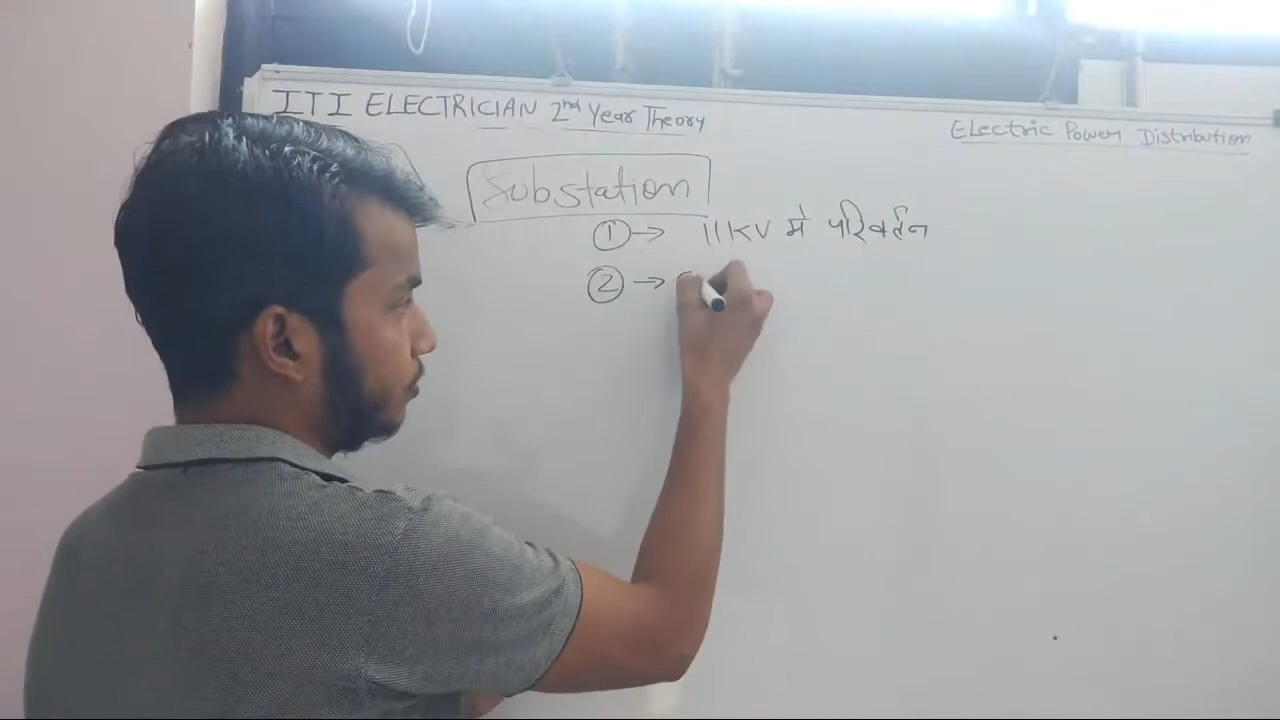 ITI ELECTRICIAN 2nd Year Theory
Electric Power Distribution
Substation
① → 11KV मे परिवर्तन
② →